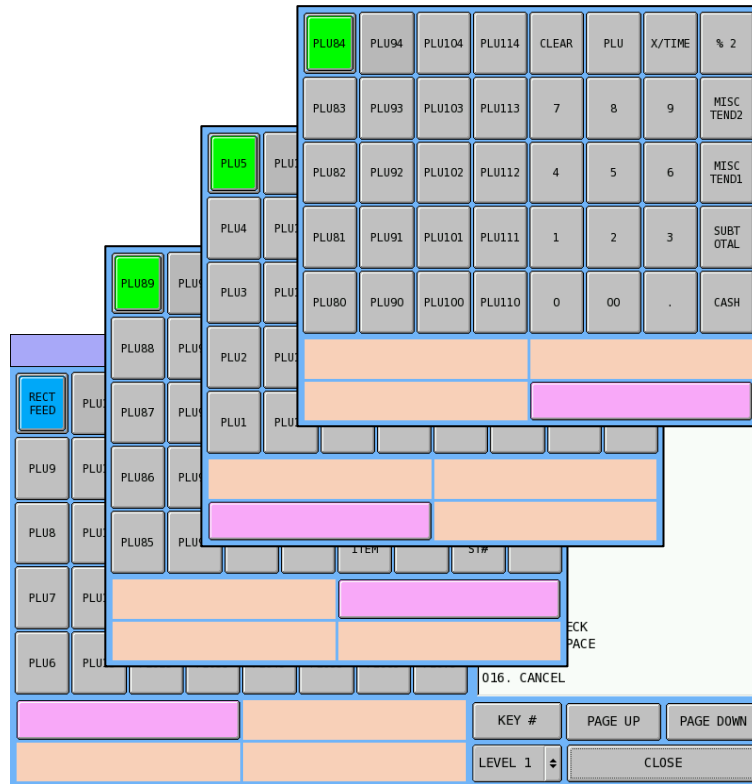 PLU84 PLU94 PLU104 PLU114 CLEAR PLU X/TIME % 2
PLU83 PLU93 PLU103 PLU113 7 8 9 MISC TEND2
PLU82 PLU92 PLU102 PLU112 4 5 6 MISC TEND1
PLU81 PLU91 PLU101 PLU111 1 2 3 SUBT OTAL
PLU80 PLU90 PLU100 PLU110 0 00 . CASH
PLU5
PLU4
PLU3
PLU2
PLU1
PLU89
PLU88
PLU87
PLU86
PLU85
ITEM ST#
RECT FEED
PLU9
PLU8
PLU7
PLU6
016. CANCEL
KEY # PAGE UP PAGE DOWN
LEVEL 1 CLOSE